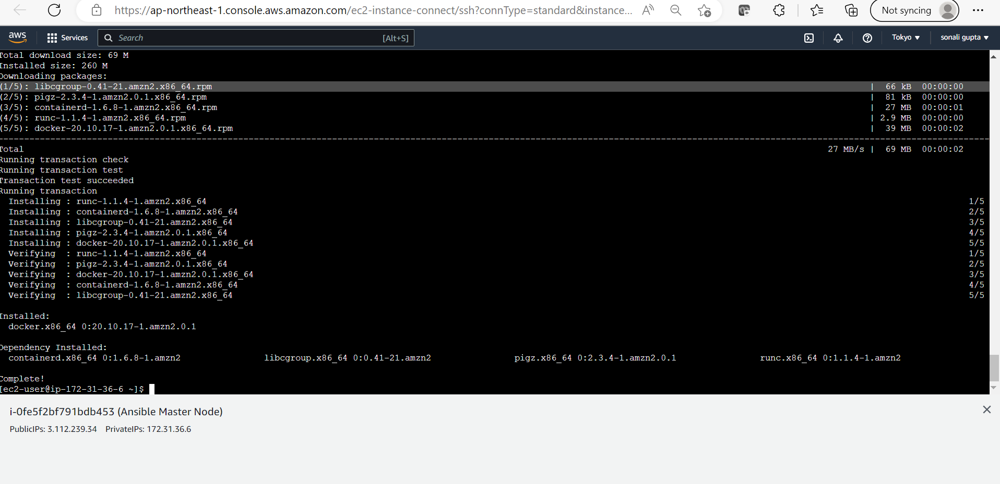 https://ap-northeast-1.console.aws.amazon.com/ec2-instance-connect/ssh?connType=standard&instance... Not syncing
aws Services Search [Alt+S] Tokyo sonali gupta
Total download size: 69 M
Installed size: 260 M
Downloading packages:
(1/5): libcgroup-0.41-21.amzn2.x86_64.rpm | 66 kB 00:00:00
(2/5): pigz-2.3.4-1.amzn2.0.1.x86_64.rpm | 81 kB 00:00:00
(3/5): containerd-1.6.8-1.amzn2.x86_64.rpm | 27 MB 00:00:01
(4/5): runc-1.1.4-1.amzn2.x86_64.rpm | 2.9 MB 00:00:00
(5/5): docker-20.10.17-1.amzn2.0.1.x86_64.rpm | 39 MB 00:00:02
Total 27 MB/s | 69 MB 00:00:02
Running transaction check
Running transaction test
Transaction test succeeded
Running transaction
Installing : runc-1.1.4-1.amzn2.x86_64 1/5
Installing : containerd-1.6.8-1.amzn2.x86_64 2/5
Installing : libcgroup-0.41-21.amzn2.x86_64 3/5
Installing : pigz-2.3.4-1.amzn2.0.1.x86_64 4/5
Installing : docker-20.10.17-1.amzn2.0.1.x86_64 5/5
Verifying : runc-1.1.4-1.amzn2.x86_64 1/5
Verifying : pigz-2.3.4-1.amzn2.0.1.x86_64 2/5
Verifying : docker-20.10.17-1.amzn2.0.1.x86_64 3/5
Verifying : containerd-1.6.8-1.amzn2.x86_64 4/5
Verifying : libcgroup-0.41-21.amzn2.x86_64 5/5
Installed:
docker.x86_64 0:20.10.17-1.amzn2.0.1
Dependency Installed:
containerd.x86_64 0:1.6.8-1.amzn2 libcgroup.x86_64 0:0.41-21.amzn2 pigz.x86_64 0:2.3.4-1.amzn2.0.1 runc.x86_64 0:1.1.4-1.amzn2
Complete!
[ec2-user@ip-172-31-36-6 ~]$
i-0fe5f2bf791bdb453 (Ansible Master Node)
PublicIPs: 3.112.239.34 PrivateIPs: 172.31.36.6